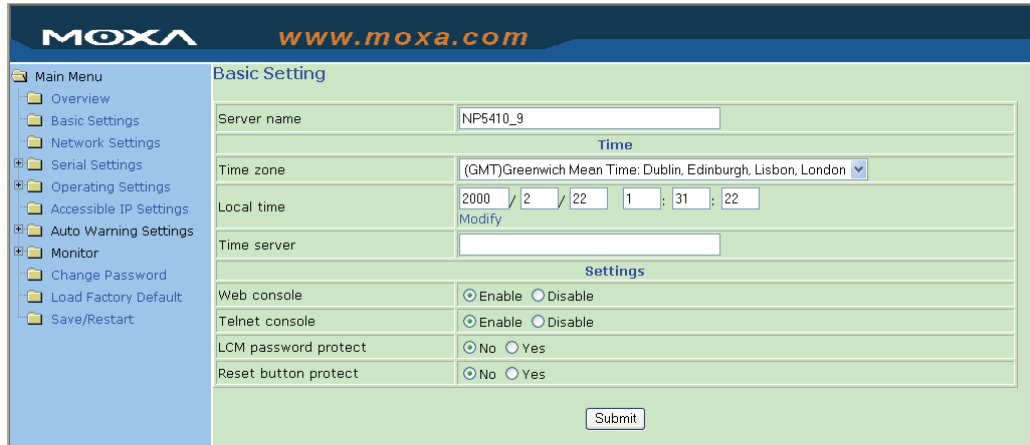 MOXA www.moxa.com
Main Menu
Overview
Basic Settings
Network Settings
Serial Settings
Operating Settings
Accessible IP Settings
Auto Warning Settings
Monitor
Change Password
Load Factory Default
Save/Restart
Basic Setting
Server name NP5410_9
Time
Time zone (GMT)Greenwich Mean Time: Dublin, Edinburgh, Lisbon, London
Local time 2000 / 2 / 22 1 : 31 : 22
Modify
Time server
Settings
Web console Enable Disable
Telnet console Enable Disable
LCM password protect No Yes
Reset button protect No Yes
Submit